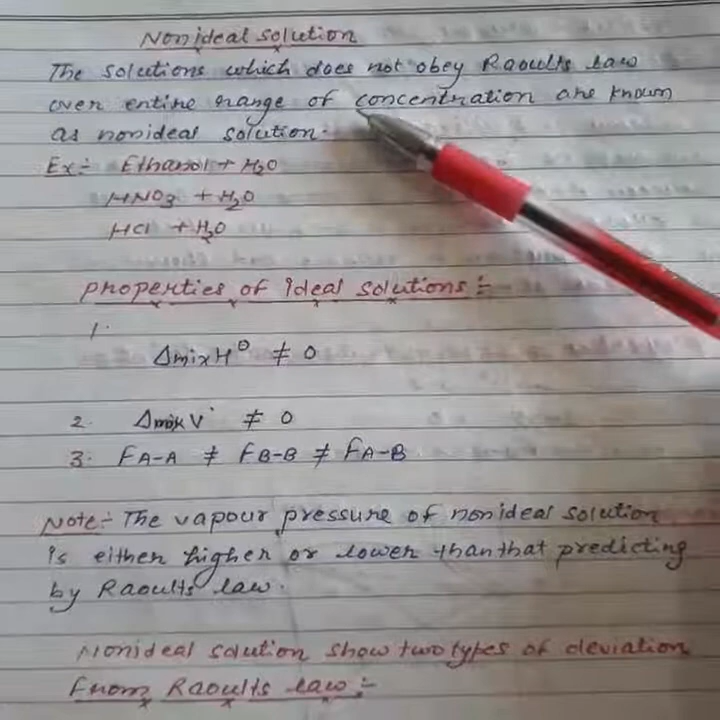 Nonideal solution
The solutions which does not obey Raoults law
over entire range of concentration are known
as nonideal solution.
Ex:- Ethanol + H₂O
HNO₃ + H₂O
HCl + H₂O
properties of ideal solutions:-
1.
ΔmixH⁰ ≠ 0
2. ΔmixV ≠ 0
3. FA-A ≠ FB-B ≠ FA-B
Note:- The vapour pressure of nonideal solution
is either higher or lower than that predicting
by Raoults law.
Nonideal solution show two types of deviation
From Raoults law:-